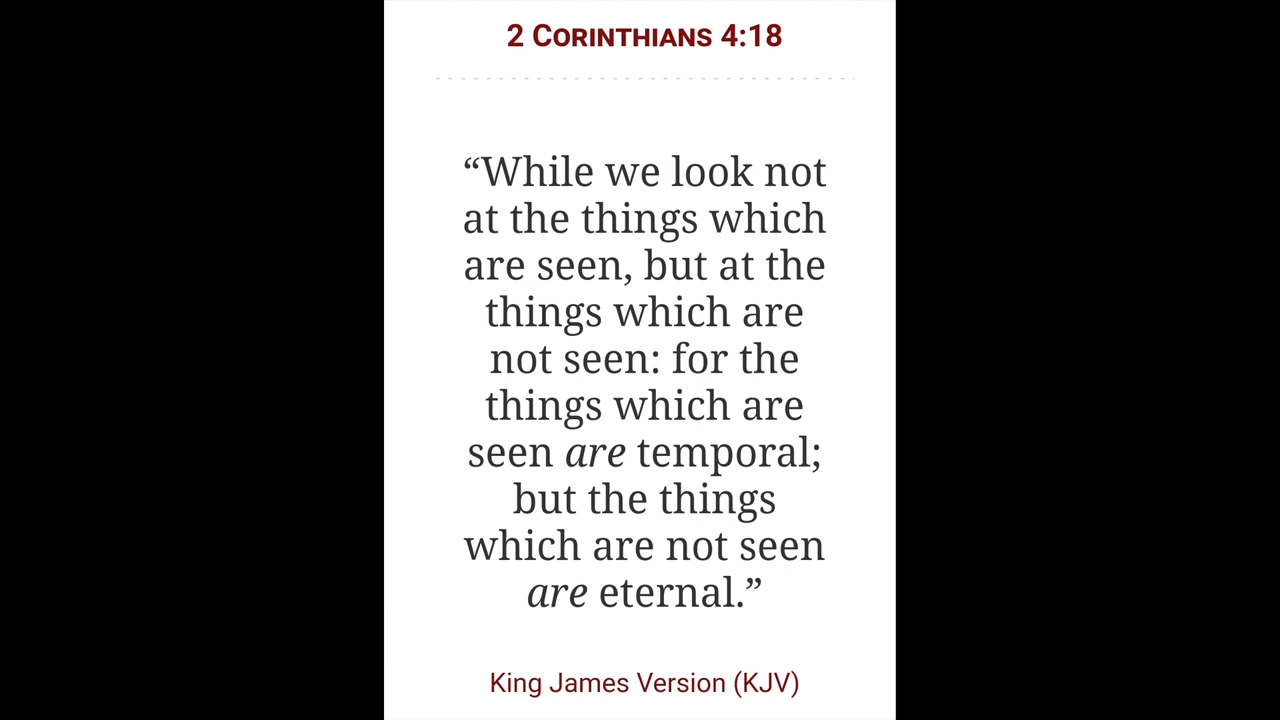 2 CORINTHIANS 4:18
“While we look not
at the things which
are seen, but at the
things which are
not seen: for the
things which are
seen are temporal;
but the things
which are not seen
are eternal.”
King James Version (KJV)